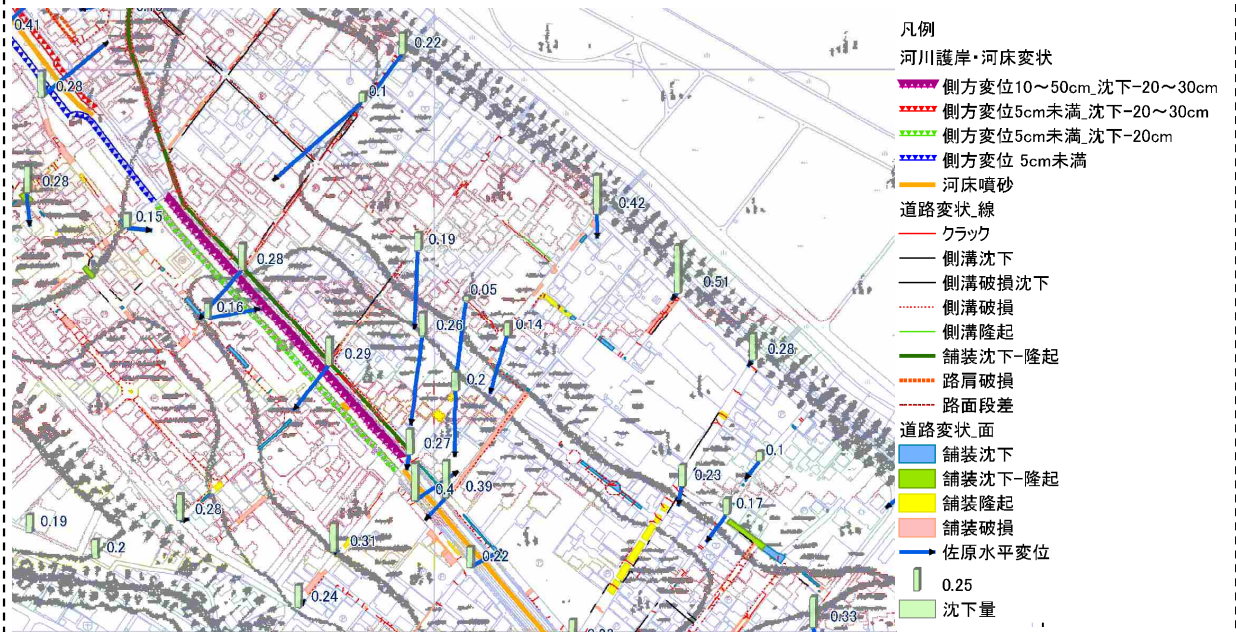 0.41
0.22
0.28
0.1
0.28
0.42
0.15
0.19
0.28
0.51
0.05
0.16
0.26
0.14
0.28
0.29
0.2
0.27
0.1
0.4
0.39
0.23
0.17
0.28
0.19
0.31
0.2
0.22
0.24
0.33
凡例
河川護岸・河床変状
側方変位10～50cm_沈下-20～30cm
側方変位5cm未満_沈下-20～30cm
側方変位5cm未満_沈下-20cm
側方変位 5cm未満
河床噴砂
道路変状_線
クラック
側溝沈下
側溝破損沈下
側溝破損
側溝隆起
舗装沈下-隆起
路肩破損
路面段差
道路変状_面
舗装沈下
舗装沈下-隆起
舗装隆起
舗装破損
佐原水平変位
0.25
沈下量